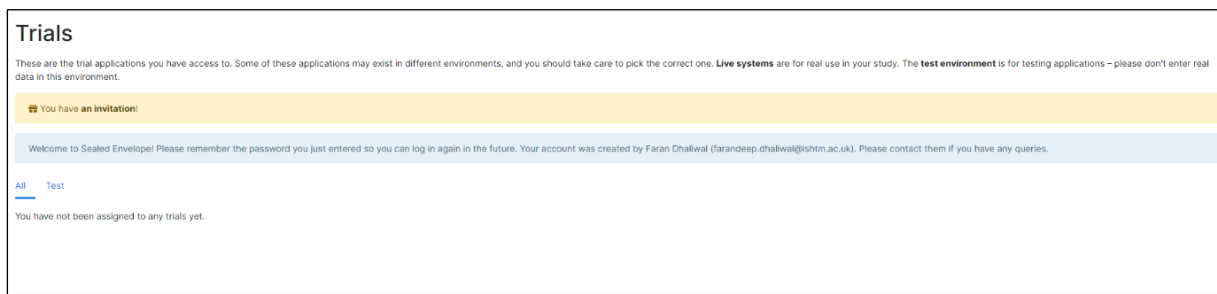 Trials
These are the trial applications you have access to. Some of these applications may exist in different environments, and you should take care to pick the correct one. Live systems are for real use in your study. The test environment is for testing applications – please don't enter real
data in this environment.
You have an invitation!
Welcome to Sealed Envelope! Please remember the password you just entered so you can log in again in the future. Your account was created by Faran Dhaliwal (farandeep.dhaliwal@lshtm.ac.uk). Please contact them if you have any queries.
All Test
You have not been assigned to any trials yet.